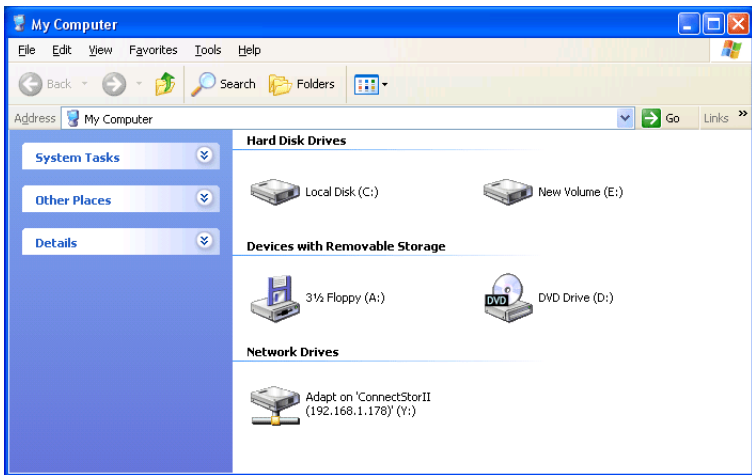 My Computer
File Edit View Favorites Tools Help
Back Search Folders
Address My Computer Go Links »
System Tasks
Other Places
Details
Hard Disk Drives
Local Disk (C:) New Volume (E:)
Devices with Removable Storage
3½ Floppy (A:) DVD DVD Drive (D:)
Network Drives
Adapt on 'ConnectStorII
(192.168.1.178)' (Y:)